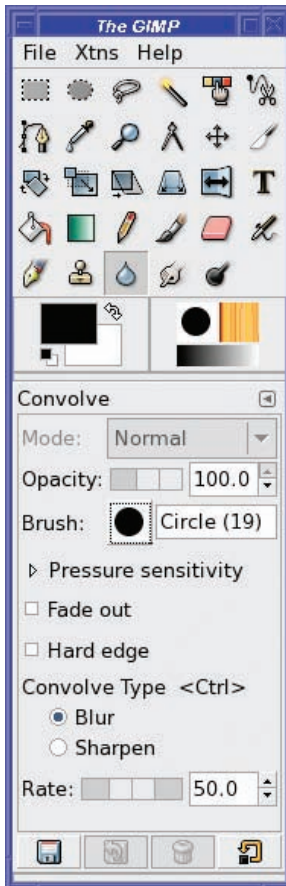 The GIMP
File Xtns Help
Convolve
Mode: Normal
Opacity: 100.0
Brush: Circle (19)
Pressure sensitivity
Fade out
Hard edge
Convolve Type <Ctrl>
Blur
Sharpen
Rate: 50.0